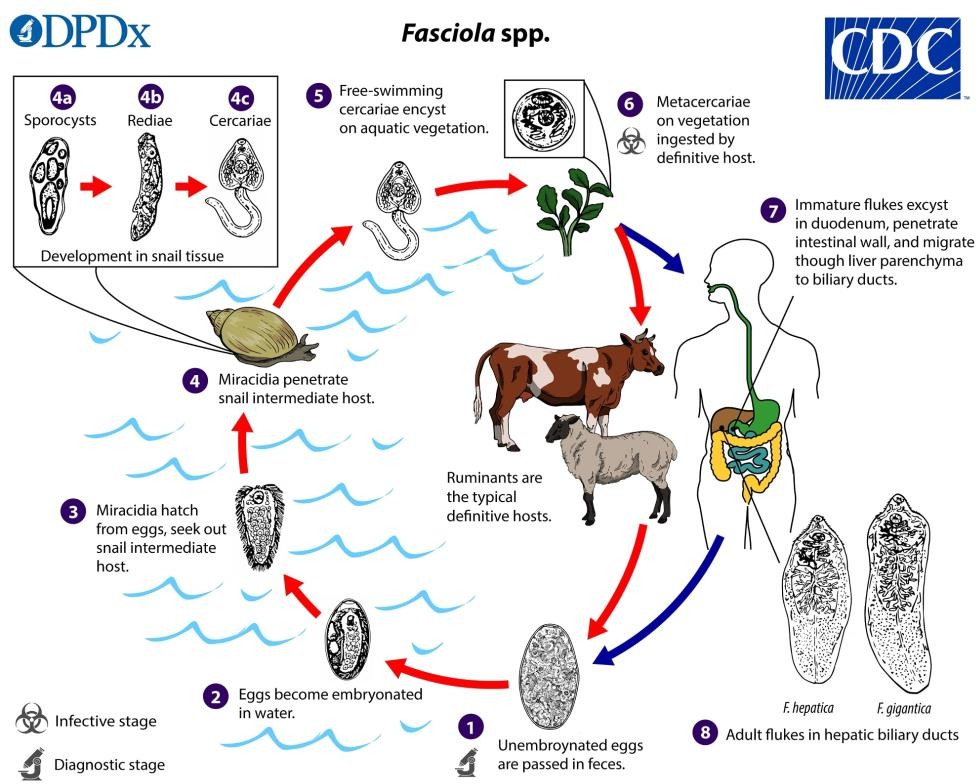 DPDx
Fasciola spp.
CDC
TM
4a
Sporocysts
4b
Rediae
4c
Cercariae
Development in snail tissue
5
Free-swimming
cercariae encyst
on aquatic vegetation.
6
Metacercariae
on vegetation
ingested by
definitive host.
7
Immature flukes excyst
in duodenum, penetrate
intestinal wall, and migrate
though liver parenchyma
to biliary ducts.
4
Miracidia penetrate
snail intermediate host.
Ruminants are
the typical
definitive hosts.
3
Miracidia hatch
from eggs, seek out
snail intermediate
host.
2
Eggs become embryonated
in water.
1
Unembroynated eggs
are passed in feces.
F. hepatica
F. gigantica
8
Adult flukes in hepatic biliary ducts
Infective stage
Diagnostic stage